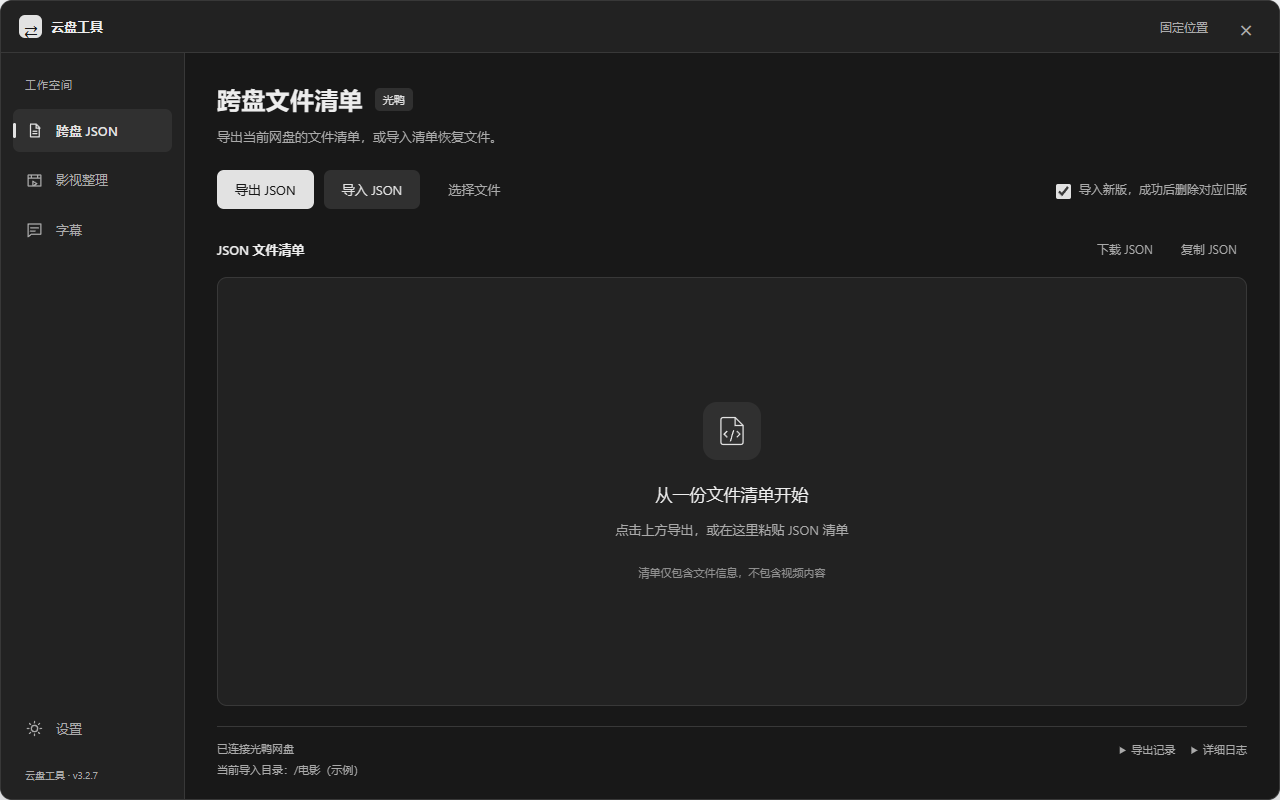 云盘工具
固定位置
工作空间
跨盘 JSON
影视整理
字幕
设置
云盘工具 · v3.2.7
跨盘文件清单 光鸭
导出当前网盘的文件清单，或导入清单恢复文件。
导出 JSON 导入 JSON 选择文件
导入新版，成功后删除对应旧版
JSON 文件清单
下载 JSON 复制 JSON
从一份文件清单开始
点击上方导出，或在这里粘贴 JSON 清单
清单仅包含文件信息，不包含视频内容
已连接光鸭网盘
当前导入目录：/电影（示例）
导出记录 详细日志